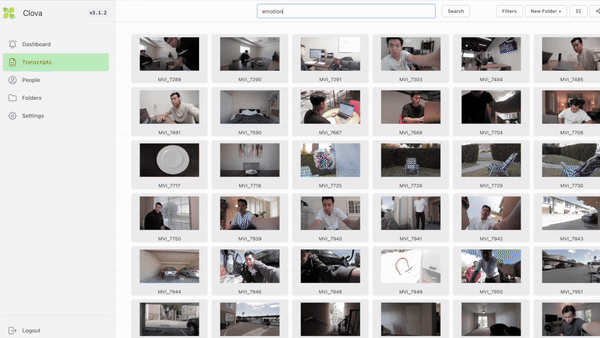 Clova
v3.1.2
emotion
Search
Filters
New Folder +
Dashboard
Transcripts
People
Folders
Settings
Logout
MVI_7289
MVI_7290
MVI_7291
MVI_7303
MVI_7484
MVI_7485
MVI_7491
MVI_7590
MVI_7667
MVI_7668
MVI_7704
MVI_7708
MVI_7717
MVI_7718
MVI_7725
MVI_7728
MVI_7729
MVI_7730
MVI_7750
MVI_7939
MVI_7940
MVI_7941
MVI_7942
MVI_7943
MVI_7944
MVI_7946
MVI_7948
MVI_7949
MVI_7950
MVI_7951